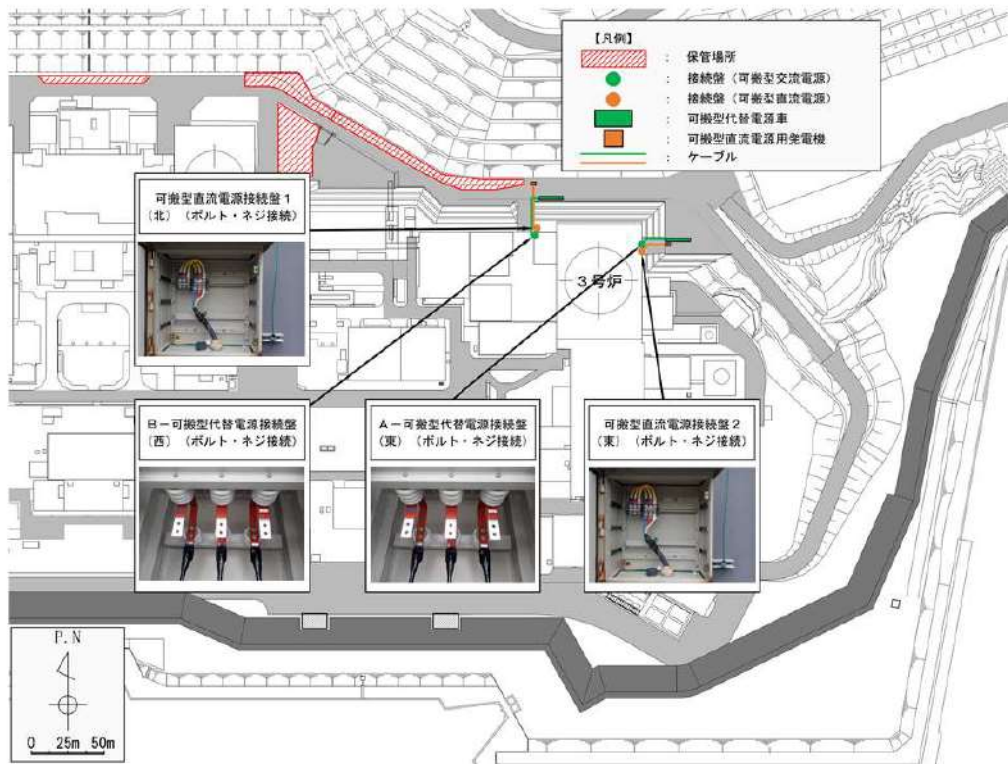 【凡例】
： 保管場所
： 接続盤（可搬型交流電源）
： 接続盤（可搬型直流電源）
： 可搬型代替電源車
： 可搬型直流電源用発電機
： ケーブル
可搬型直流電源接続盤１
（北）（ボルト・ネジ接続）
３号炉
Ｂ－可搬型代替電源接続盤
（西）（ボルト・ネジ接続）
Ａ－可搬型代替電源接続盤
（東）（ボルト・ネジ接続）
可搬型直流電源接続盤２
（東）（ボルト・ネジ接続）
P.N
0 25m 50m